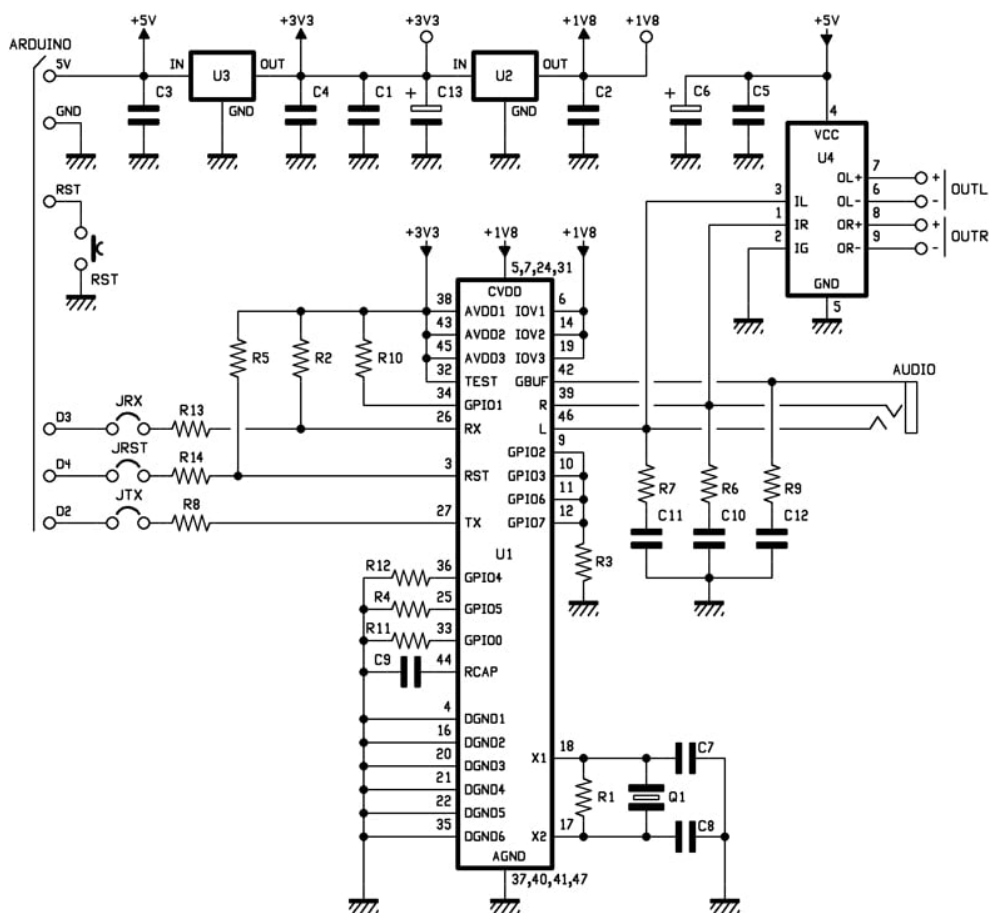 +5V
+3V3
+3V3
+1V8
+1V8
+5V
ARDUINO
5V
IN
U3
OUT
GND
IN
U2
OUT
GND
C3
C4
C1
+
C13
C2
+
C6
C5
GND
RST
RST
4
VCC
U4
3
IL
1
IR
2
IG
OL+
7
+
OL-
6
-
OUTL
OR+
8
+
OR-
9
-
OUTR
GND
5
+3V3
+1V8
+1V8
5,7,24,31
CVDD
38
AVDD1
IOV1
6
43
AVDD2
IOV2
14
45
AVDD3
IOV3
19
32
TEST
GBUF
42
34
GPIO1
R
39
26
RX
L
46
GPIO2
9
3
RST
GPIO3
10
GPIO6
11
27
TX
GPIO7
12
U1
R5
R2
R10
AUDIO
D3
JRX
R13
D4
JRST
R14
D2
JTX
R8
R7
R6
R9
C11
C10
C12
R3
R12
36
GPIO4
R4
25
GPIO5
R11
33
GPIO0
C9
44
RCAP
4
DGND1
16
DGND2
20
DGND3
21
DGND4
22
DGND5
35
DGND6
X1
18
C7
R1
Q1
X2
17
C8
AGND
37,40,41,47